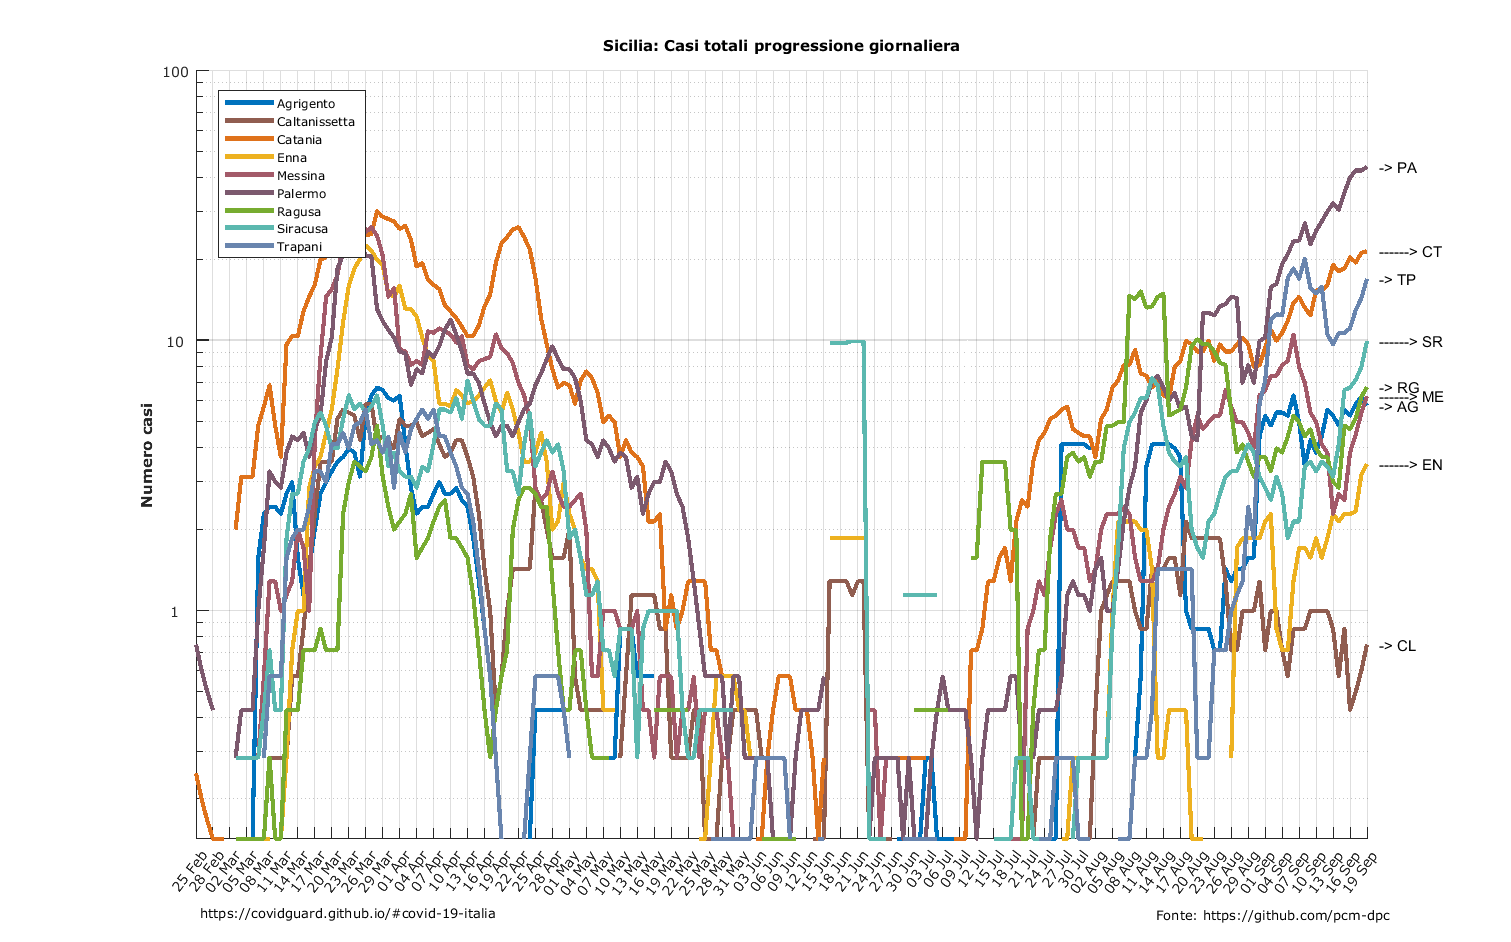 Sicilia: Casi totali progressione giornaliera
100
10
1
Numero casi
Agrigento
Caltanissetta
Catania
Enna
Messina
Palermo
Ragusa
Siracusa
Trapani
-> PA
------> CT
-> TP
------> SR
-> RG
------> ME
-> AG
------> EN
-> CL
25 Feb
28 Feb
02 Mar
05 Mar
08 Mar
11 Mar
14 Mar
17 Mar
20 Mar
23 Mar
26 Mar
29 Mar
01 Apr
04 Apr
07 Apr
10 Apr
13 Apr
16 Apr
19 Apr
22 Apr
25 Apr
28 Apr
01 May
04 May
07 May
10 May
13 May
16 May
19 May
22 May
25 May
28 May
31 May
03 Jun
06 Jun
09 Jun
12 Jun
15 Jun
18 Jun
21 Jun
24 Jun
27 Jun
30 Jun
03 Jul
06 Jul
09 Jul
12 Jul
15 Jul
18 Jul
21 Jul
24 Jul
27 Jul
30 Jul
02 Aug
05 Aug
08 Aug
11 Aug
14 Aug
17 Aug
20 Aug
23 Aug
26 Aug
29 Aug
01 Sep
04 Sep
07 Sep
10 Sep
13 Sep
16 Sep
19 Sep
https://covidguard.github.io/#covid-19-italia
Fonte: https://github.com/pcm-dpc